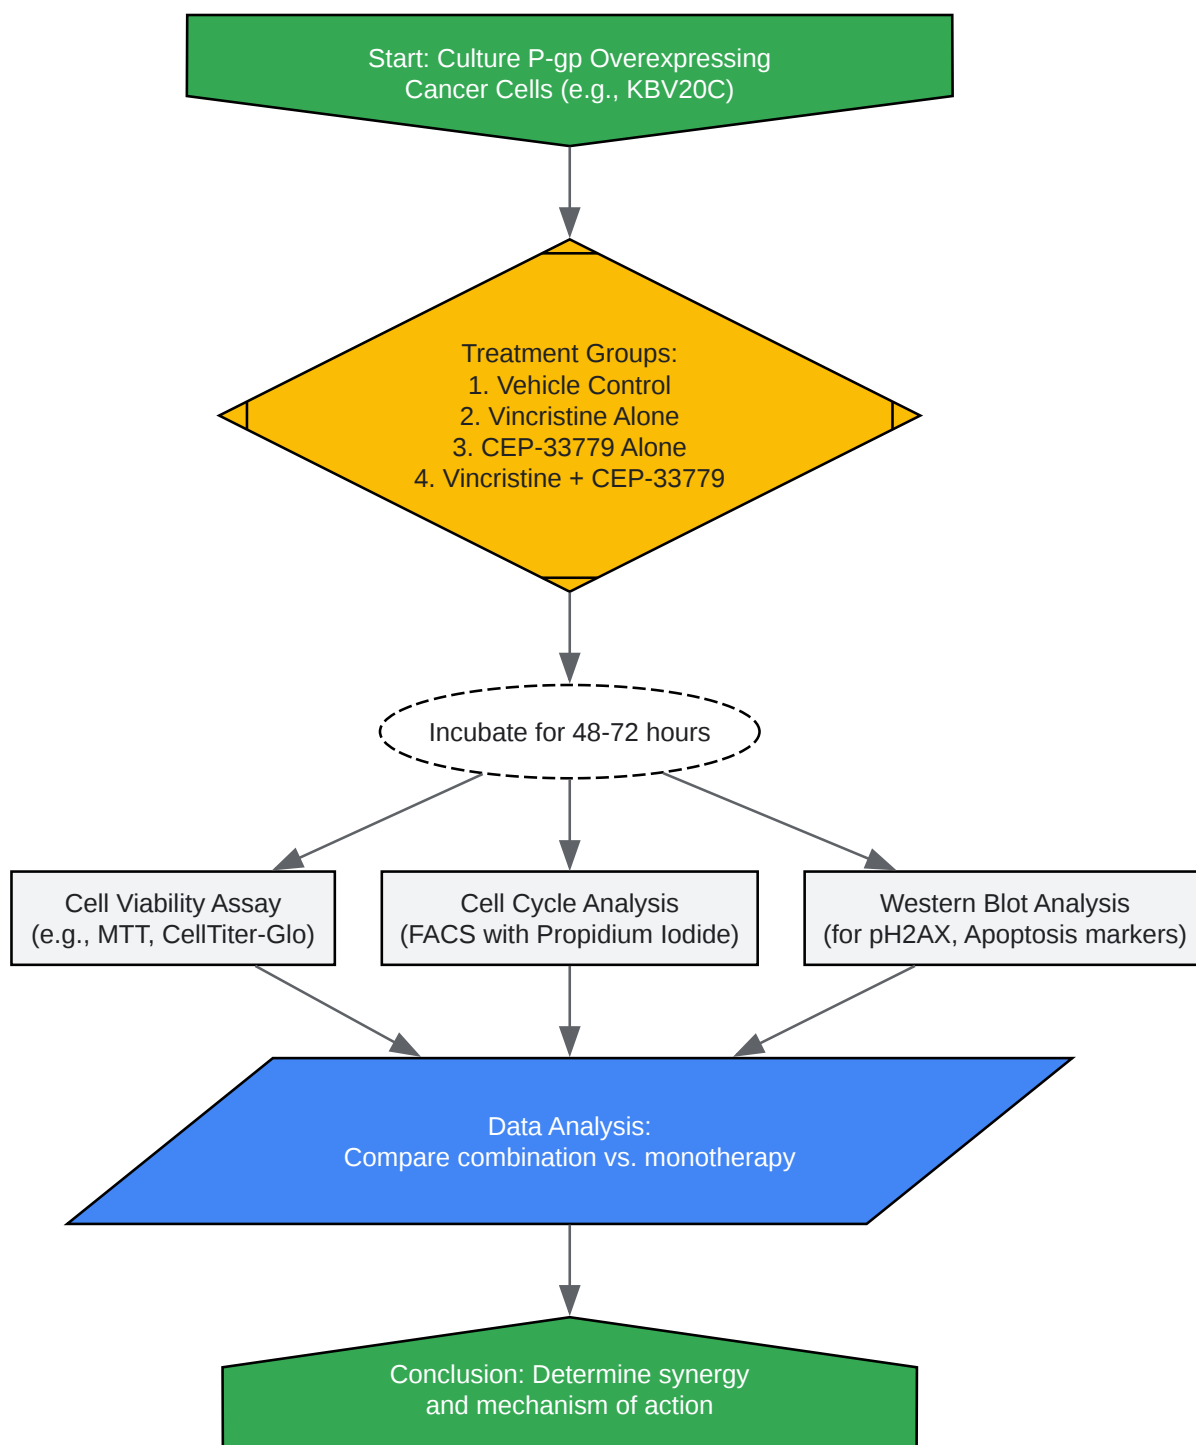 Start: Culture P-gp Overexpressing
Cancer Cells (e.g., KBV20C)
Treatment Groups:
1. Vehicle Control
2. Vincristine Alone
3. CEP-33779 Alone
4. Vincristine + CEP-33779
Incubate for 48-72 hours
Cell Viability Assay
(e.g., MTT, CellTiter-Glo)
Cell Cycle Analysis
(FACS with Propidium Iodide)
Western Blot Analysis
(for pH2AX, Apoptosis markers)
Data Analysis:
Compare combination vs. monotherapy
Conclusion: Determine synergy
and mechanism of action